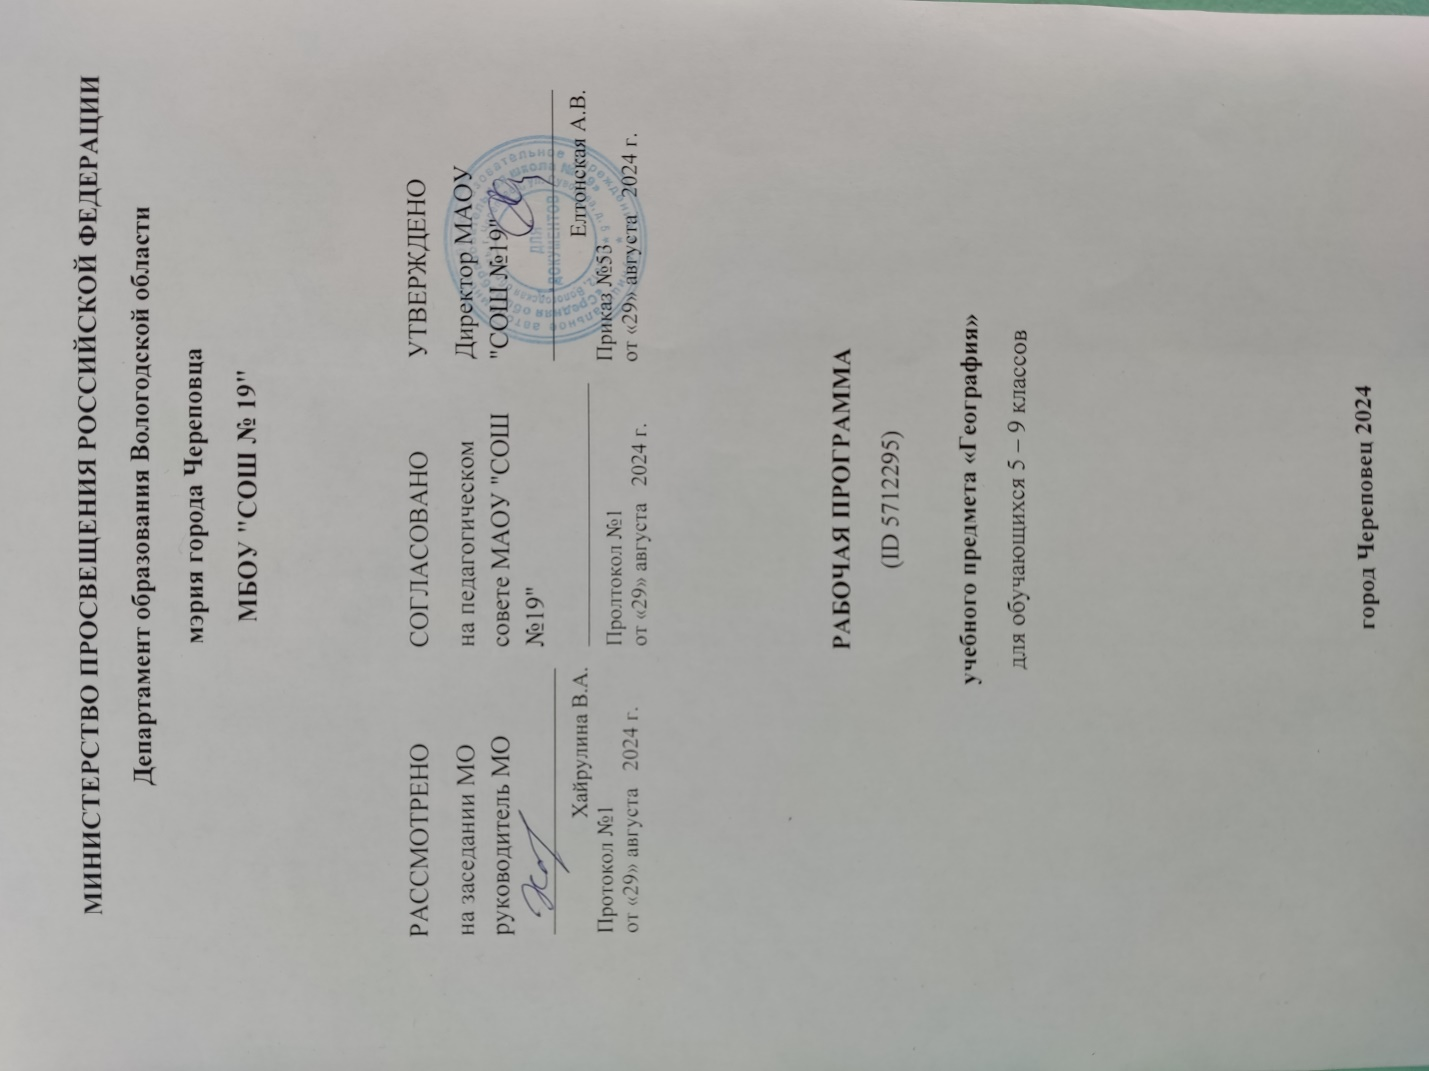 МИНИСТЕРСТВО ПРОСВЕЩЕНИЯ РОССИЙСКОЙ ФЕДЕРАЦИИ
Департамент образования Вологодской области
мэрия города Череповца
МБОУ "СОШ № 19"
РАССМОТРЕНО
на заседании МО
руководитель МО
Хайрулина В.А.
Протокол №1
от «29» августа 2024 г.
СОГЛАСОВАНО
на педагогическом
совете МАОУ "СОШ
№19"
Пролтокол №1
от «29» августа 2024 г.
УТВЕРЖДЕНО
Директор МАОУ
"СОШ №19"
Елтонская А.В.
Приказ №53
от «29» августа 2024 г.
ДЛЯ
ДОКУМЕНТОВ
РАБОЧАЯ ПРОГРАММА
(ID 5712295)
учебного предмета «География»
для обучающихся 5 – 9 классов
город Череповец 2024